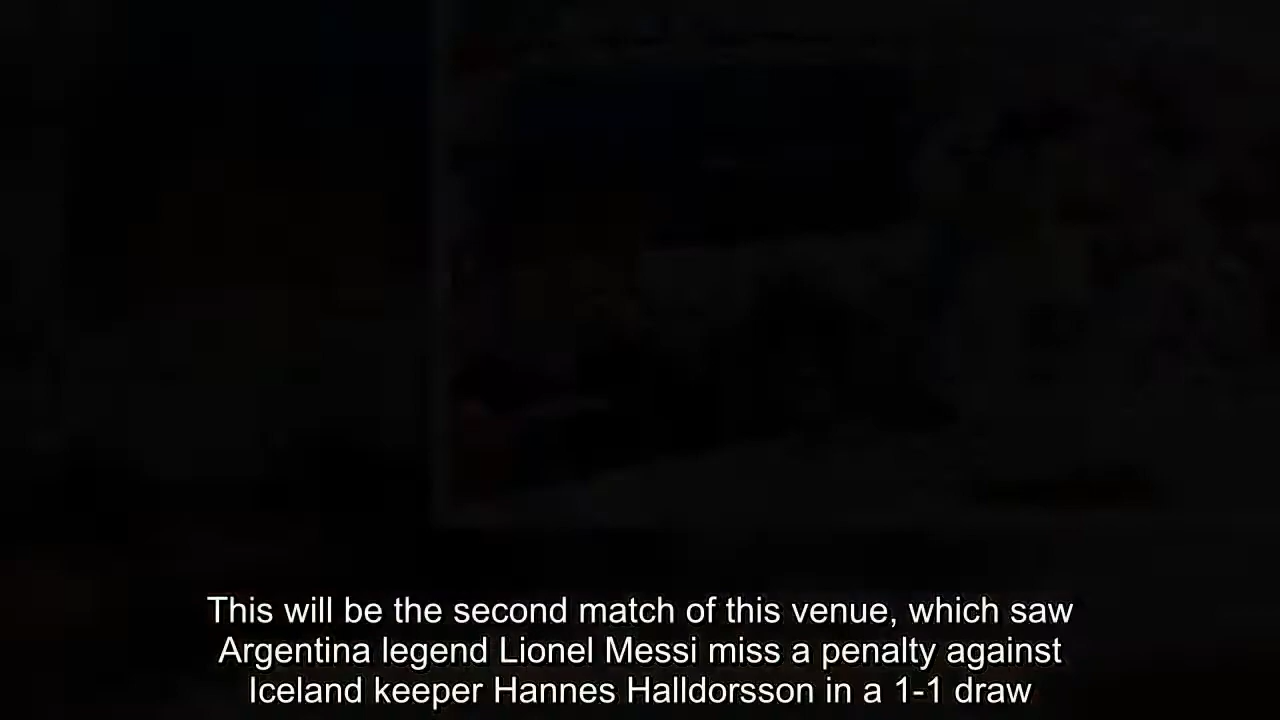 This will be the second match of this venue, which saw
Argentina legend Lionel Messi miss a penalty against
Iceland keeper Hannes Halldorsson in a 1-1 draw